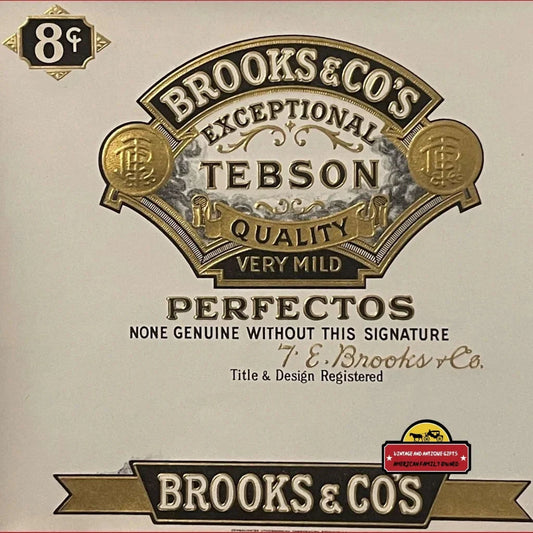 8¢
BROOKS & CO'S
EXCEPTIONAL
TEBSON
QUALITY
VERY MILD
PERFECTOS
NONE GENUINE WITHOUT THIS SIGNATURE
T. E. Brooks & Co.
Title & Design Registered
VINTAGE AND ANTIQUE GIFTS
AMERICAN FAMILY OWNED
BROOKS & CO'S